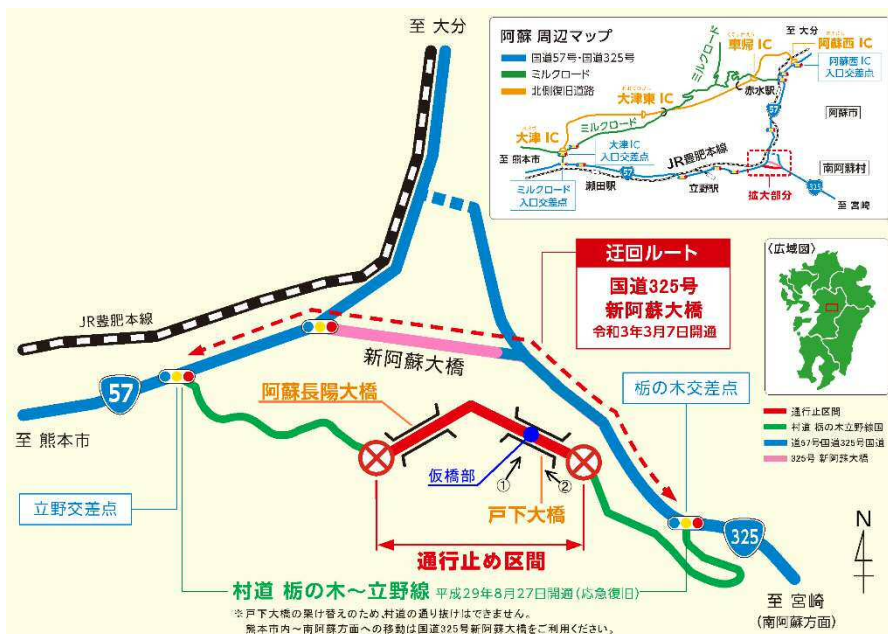 至 大分
JR豊肥本線
57
至 熊本市
立野交差点
新阿蘇大橋
阿蘇長陽大橋
仮橋部
①
②
戸下大橋
通行止め区間
村道 栃の木〜立野線 平成29年8月27日開通(応急復旧)
※戸下大橋の架け替えのため、村道の通り抜けはできません。
熊本市内〜南阿蘇方面への移動は国道325号新阿蘇大橋をご利用ください。
迂回ルート
国道325号
新阿蘇大橋
令和3年3月7日開通
栃の木交差点
325
至 宮崎
(南阿蘇方面)
N
阿蘇 周辺マップ
国道57号・国道325号
ミルクロード
北側復旧道路
至 大分
車帰 IC
阿蘇西 IC
阿蘇西IC
入口交差点
ミルクロード
大津東 IC
赤水駅
57
阿蘇市
大津 IC
ミルクロード
大津IC
入口交差点
JR豊肥本線
至 熊本市
57
南阿蘇村
瀬田駅
立野駅
325
ミルクロード
入口交差点
拡大部分
至 宮崎
〈広域図〉
通行止区間
村道 栃の木立野線国
道57号国道325号国道
325号 新阿蘇大橋